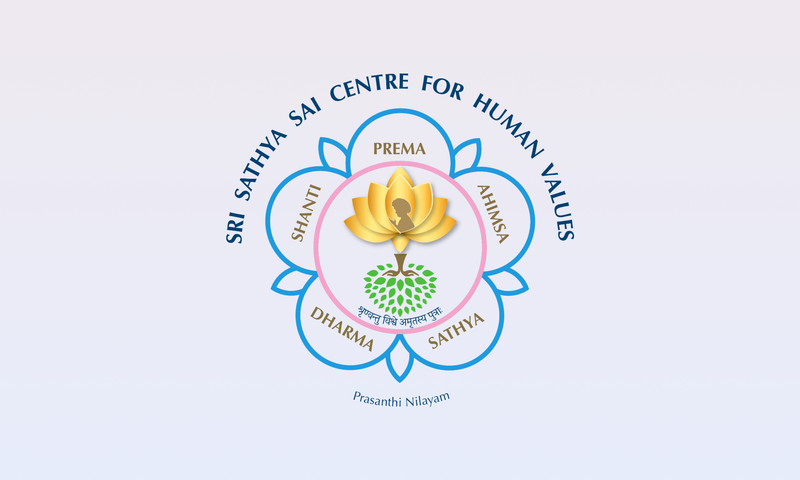 SRI SATHYA SAI CENTRE FOR HUMAN VALUES
PREMA
SHANTI
AHIMSA
श्रृण्वन्तु विश्वे अमृतस्य पुत्राः
DHARMA
SATHYA
Prasanthi Nilayam